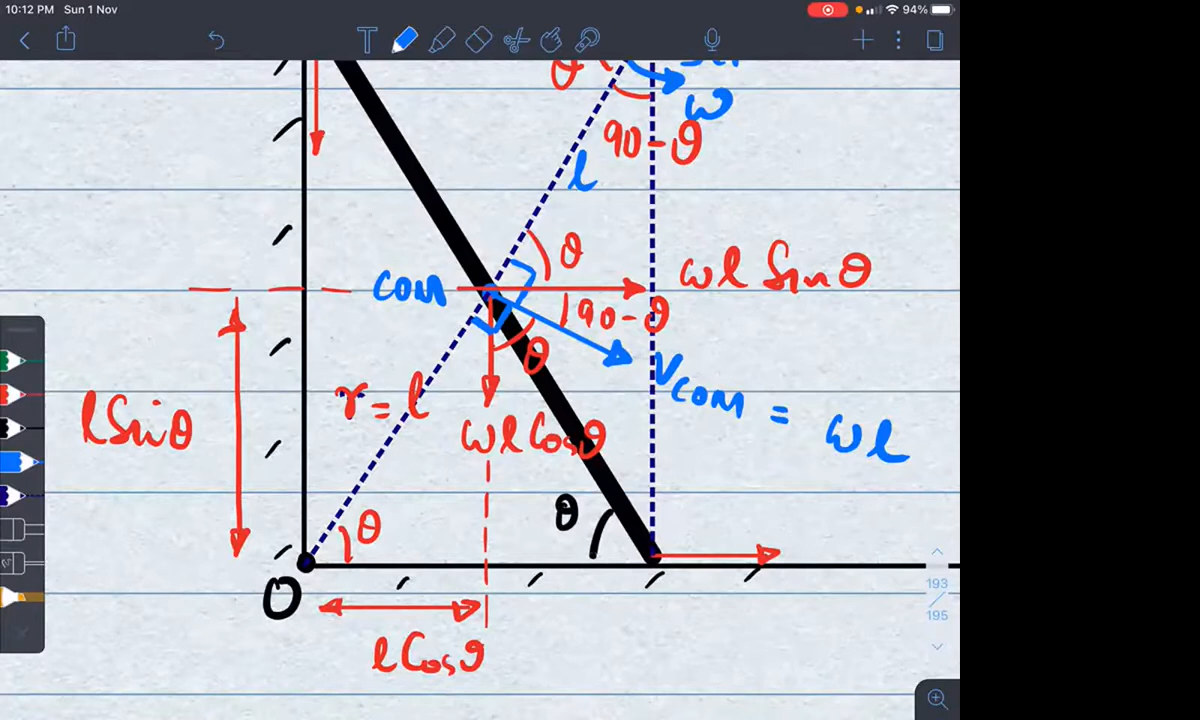 10:12 PM Sun 1 Nov
94%
T
θ
ω
90-θ
l
θ
COM
ωl Sinθ
90-θ
θ
VCOM = ωl
r = l
lSinθ
ωl Cosθ
θ
θ
O
l Cosθ
193
195